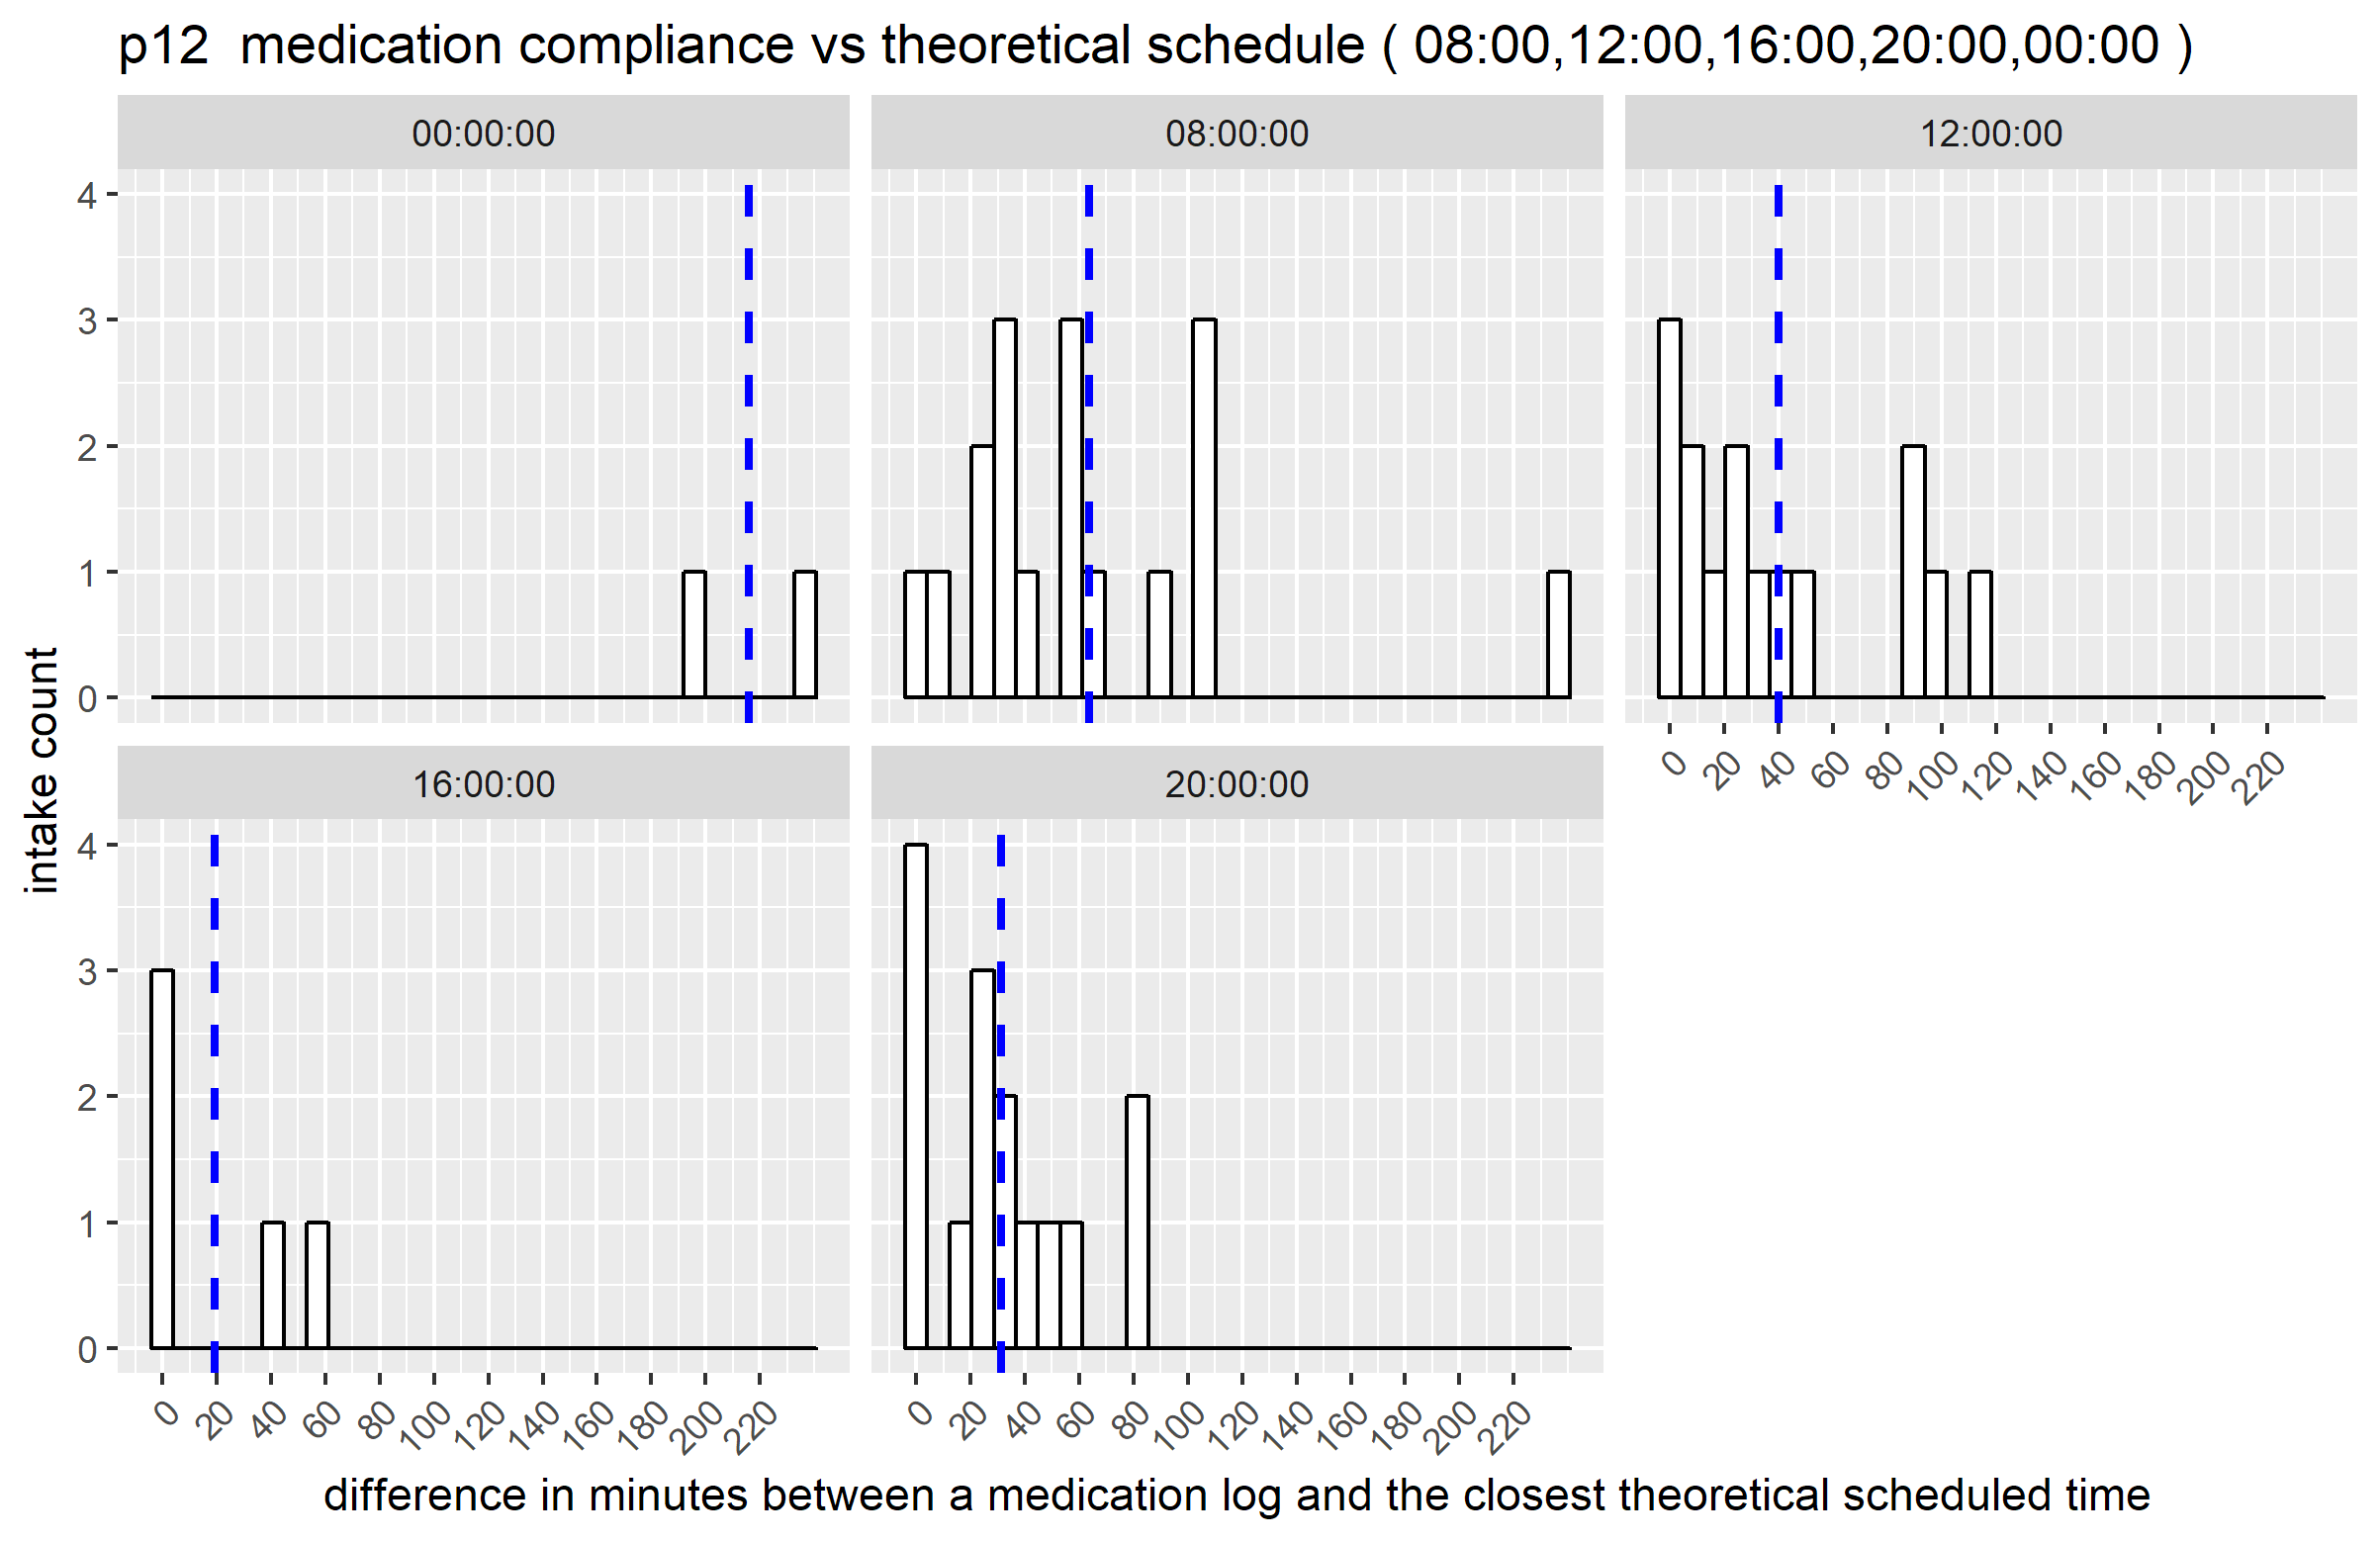 p12  medication compliance vs theoretical schedule ( 08:00,12:00,16:00,20:00,00:00 )
00:00:00
08:00:00
12:00:00
4
3
2
1
0
0 20 40 60 80 100 120 140 160 180 200 220
16:00:00
20:00:00
4
3
2
1
0
0 20 40 60 80 100 120 140 160 180 200 220
0 20 40 60 80 100 120 140 160 180 200 220
intake count
difference in minutes between a medication log and the closest theoretical scheduled time